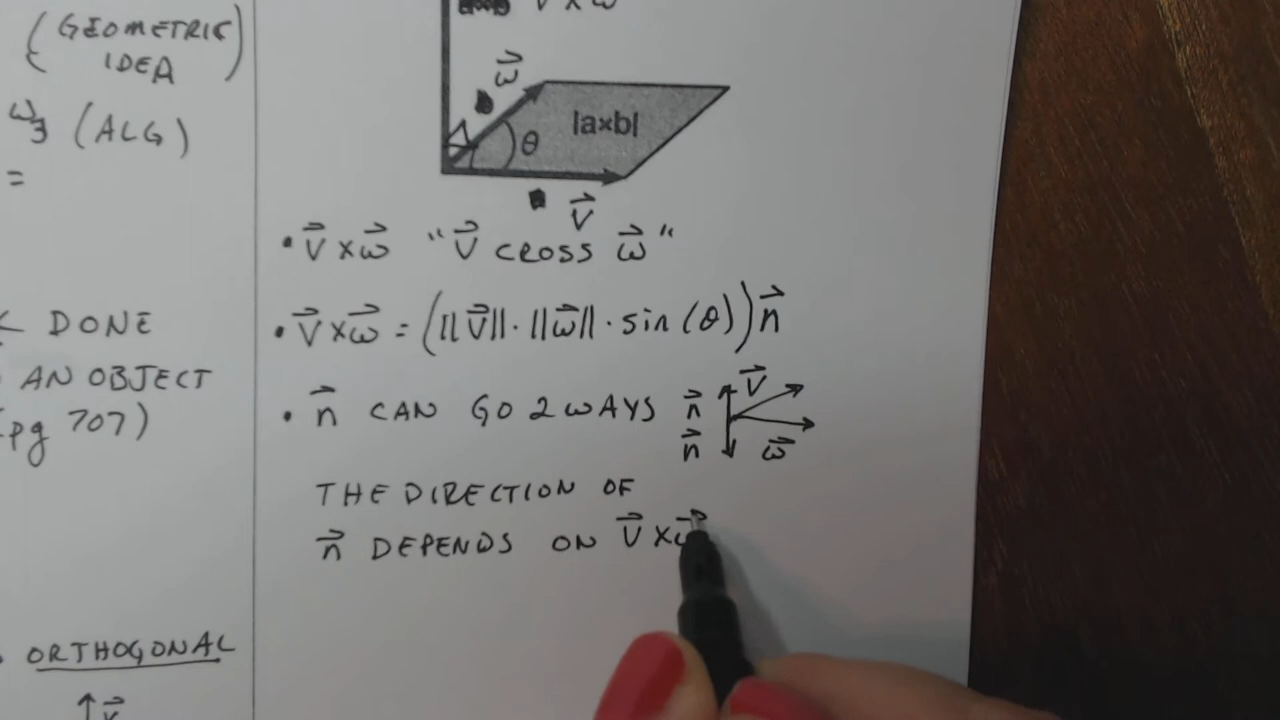 (GEOMETRIC
IDEA)
ω₃ (ALG)
=
DONE
AN OBJECT
pg 707)
ORTHOGONAL
↑v⃗
v⃗ × ω⃗
ω⃗
θ
|a×b|
v⃗
• v⃗ × ω⃗ “v⃗ CROSS ω⃗”
• v⃗ × ω⃗ = (||v⃗|| · ||ω⃗|| · sin(θ)) n⃗
• n⃗ CAN GO 2 WAYS n⃗ v⃗
n⃗ ω⃗
THE DIRECTION OF
n⃗ DEPENDS ON v⃗ × ω⃗